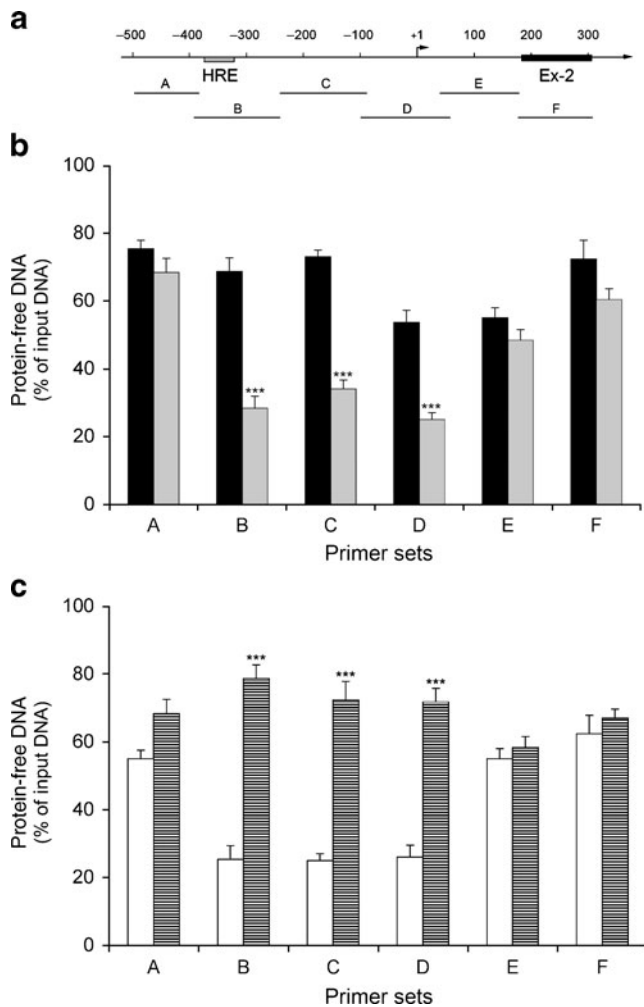 a
–500 –400 –300 –200 –100 +1 100 200 300
HRE Ex-2
A C E
B D F
b
Protein-free DNA
(% of input DNA)
100
80
60
40
20
0
*** *** ***
A B C D E F
Primer sets
c
Protein-free DNA
(% of input DNA)
100
80
60
40
20
0
*** *** ***
A B C D E F
Primer sets